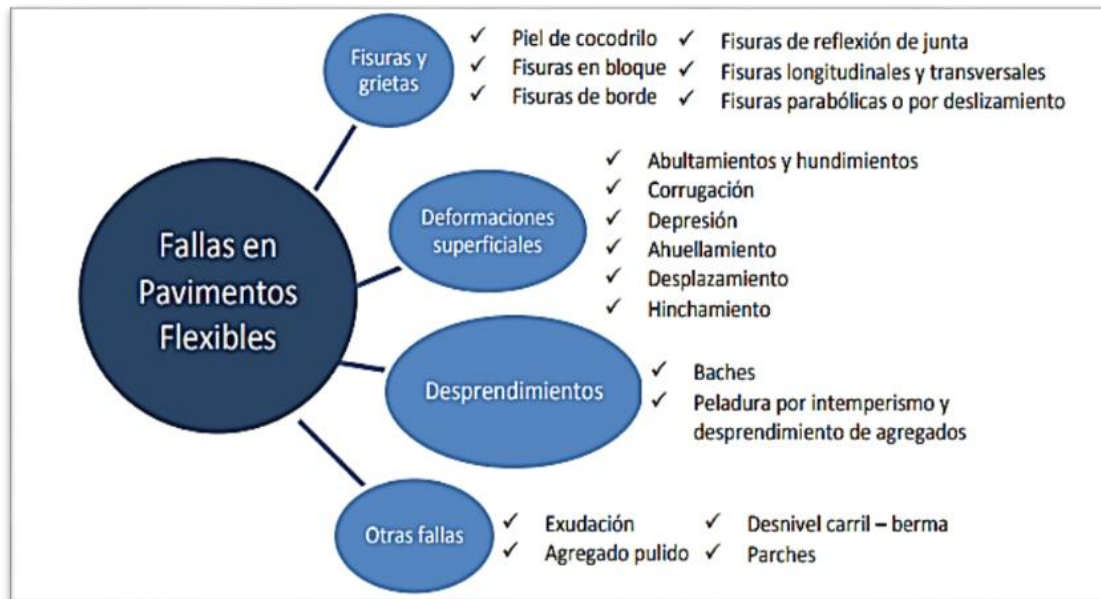 Fallas en
Pavimentos
Flexibles
Fisuras y
grietas
✓ Piel de cocodrilo
✓ Fisuras en bloque
✓ Fisuras de borde
✓ Fisuras de reflexión de junta
✓ Fisuras longitudinales y transversales
✓ Fisuras parabólicas o por deslizamiento
Deformaciones
superficiales
✓ Abultamientos y hundimientos
✓ Corrugación
✓ Depresión
✓ Ahuellamiento
✓ Desplazamiento
✓ Hinchamiento
Desprendimientos
✓ Baches
✓ Peladura por intemperismo y
desprendimiento de agregados
Otras fallas
✓ Exudación
✓ Agregado pulido
✓ Desnivel carril – berma
✓ Parches